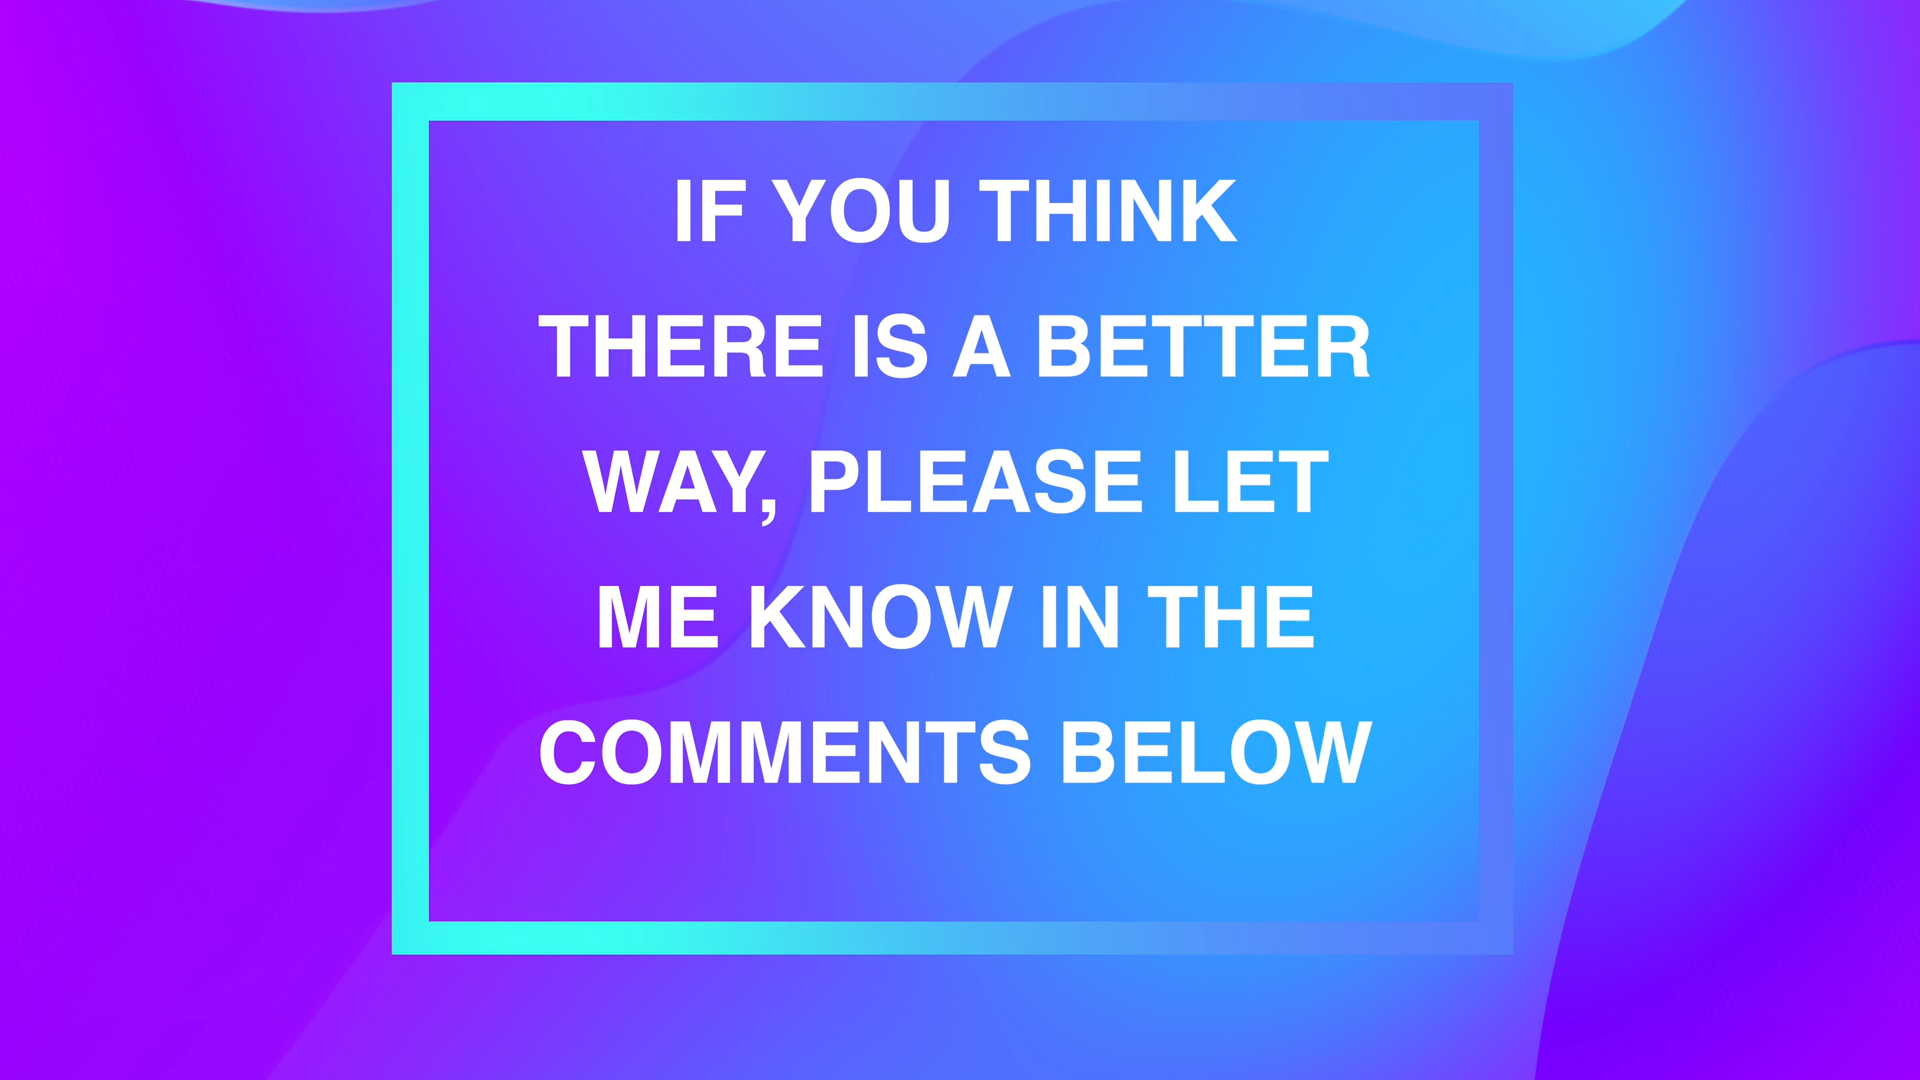 IF YOU THINK
THERE IS A BETTER
WAY, PLEASE LET
ME KNOW IN THE
COMMENTS BELOW